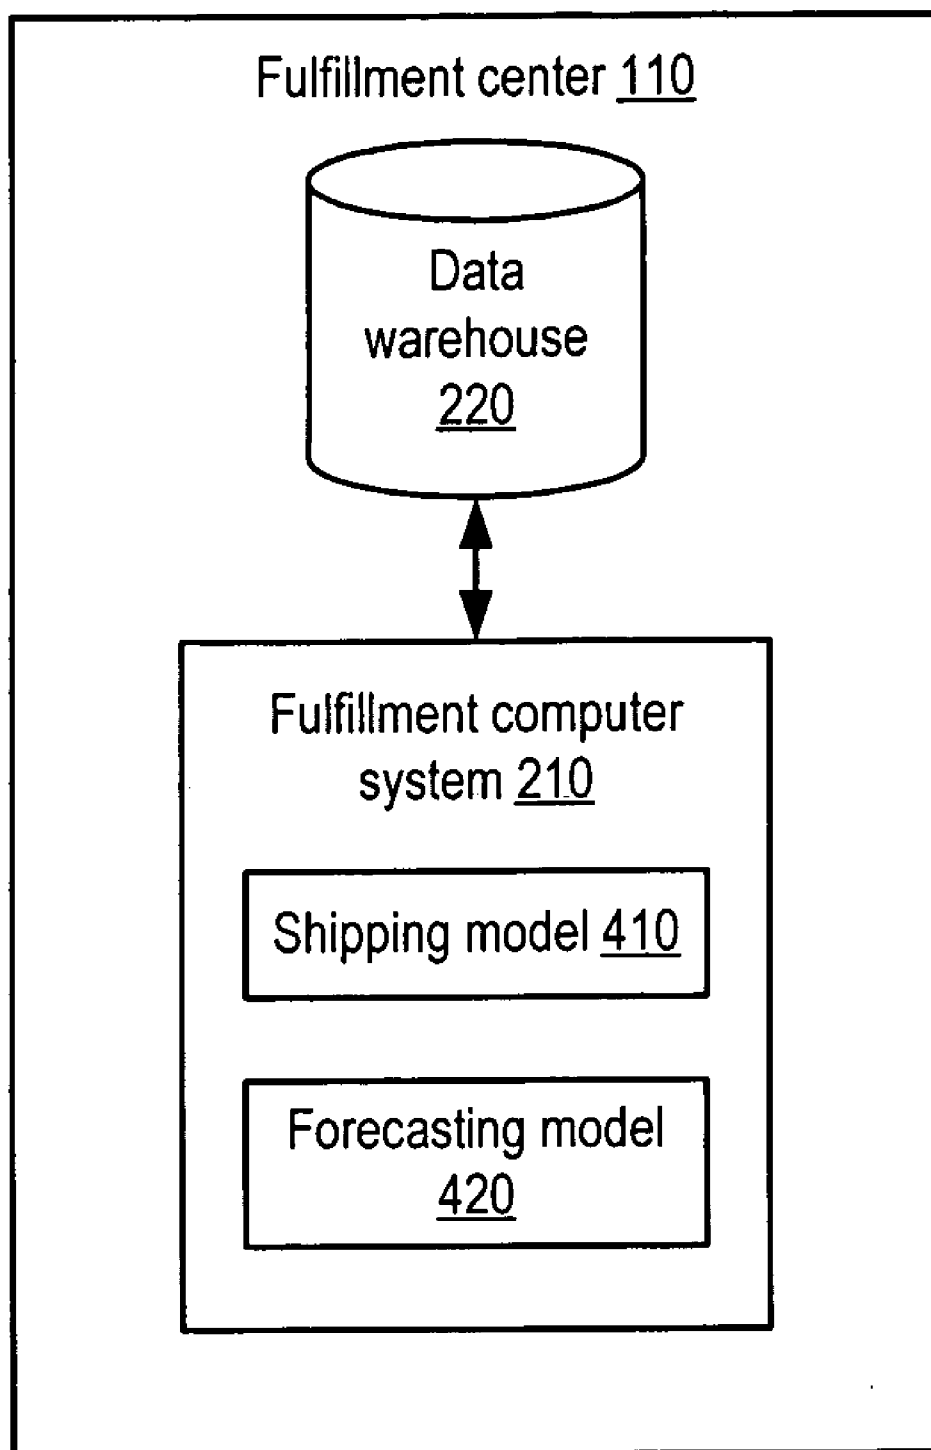 Fulfillment center 110
Data
warehouse
220
Fulfillment computer
system 210
Shipping model 410
Forecasting model
420